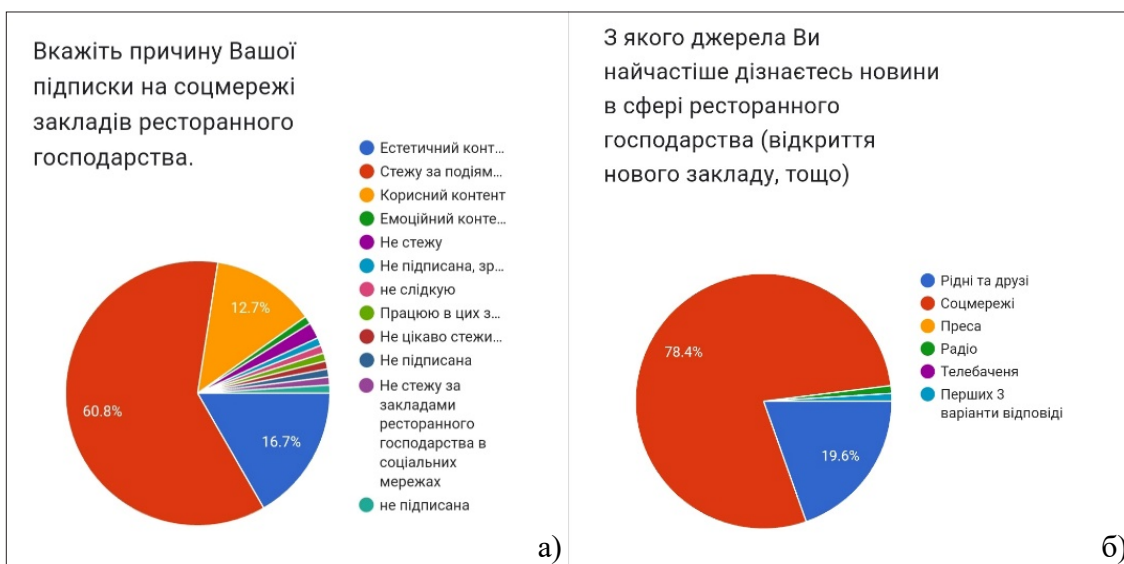 Вкажіть причину Вашої
підписки на соцмережі
закладів ресторанного
господарства.
Естетичний конт...
Стежу за подіям...
Корисний контент
Емоційний конте...
Не стежу
Не підписана, зр...
не слідкую
Працюю в цих з...
Не цікаво стежи...
Не підписана
Не стежу за
закладами
ресторанного
господарства в
соціальних
мережах
не підписана
12.7%
60.8%
16.7%
а)
З якого джерела Ви
найчастіше дізнаєтесь новини
в сфері ресторанного
господарства (відкриття
нового закладу, тощо)
Рідні та друзі
Соцмережі
Преса
Радіо
Телебаченя
Перших 3
варіанти відповіді
78.4%
19.6%
б)